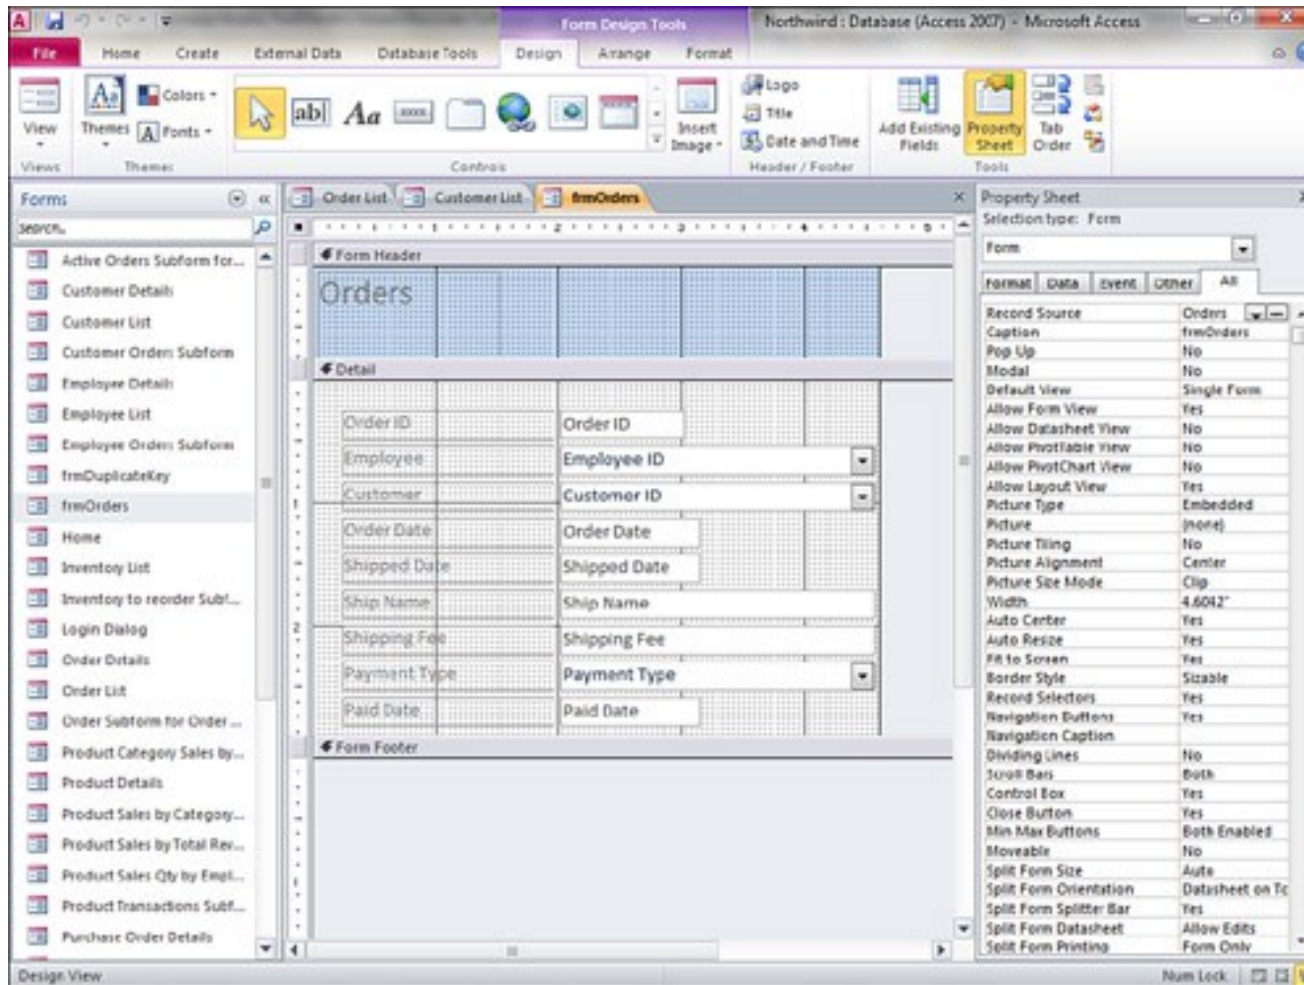 Form Design Tools
Northwind : Database (Access 2007) - Microsoft Access
File Home Create External Data Database Tools Design Arrange Format
View
Views
Themes
Colors
Fonts
Themes
ab|
Aa
xxxx
Controls
Insert
Image
Logo
Title
Date and Time
Header / Footer
Add Existing
Fields
Property
Sheet
Tab
Order
Tools
Forms
Search..
Active Orders Subform for...
Customer Details
Customer List
Customer Orders Subform
Employee Details
Employee List
Employee Orders Subform
frmDuplicateKey
frmOrders
Home
Inventory List
Inventory to reorder Subf...
Login Dialog
Order Details
Order List
Order Subform for Order ...
Product Category Sales by...
Product Details
Product Sales by Category...
Product Sales by Total Rev...
Product Sales Qty by Empl...
Product Transactions Subf...
Purchase Order Details
Order List Customer List frmOrders
Form Header
Orders
Detail
Order ID Order ID
Employee Employee ID
Customer Customer ID
Order Date Order Date
Shipped Date Shipped Date
Ship Name Ship Name
Shipping Fee Shipping Fee
Payment Type Payment Type
Paid Date Paid Date
Form Footer
Property Sheet
Selection type: Form
Form
Format Data Event Other All
Record Source Orders
Caption frmOrders
Pop Up No
Modal No
Default View Single Form
Allow Form View Yes
Allow Datasheet View No
Allow PivotTable View No
Allow PivotChart View No
Allow Layout View Yes
Picture Type Embedded
Picture (none)
Picture Tiling No
Picture Alignment Center
Picture Size Mode Clip
Width 4.6042"
Auto Center Yes
Auto Resize Yes
Fit to Screen Yes
Border Style Sizable
Record Selectors Yes
Navigation Buttons Yes
Navigation Caption
Dividing Lines No
Scroll Bars Both
Control Box Yes
Close Button Yes
Min Max Buttons Both Enabled
Moveable No
Split Form Size Auto
Split Form Orientation Datasheet on To
Split Form Splitter Bar Yes
Split Form Datasheet Allow Edits
Split Form Printing Form Only
Design View
Num Lock